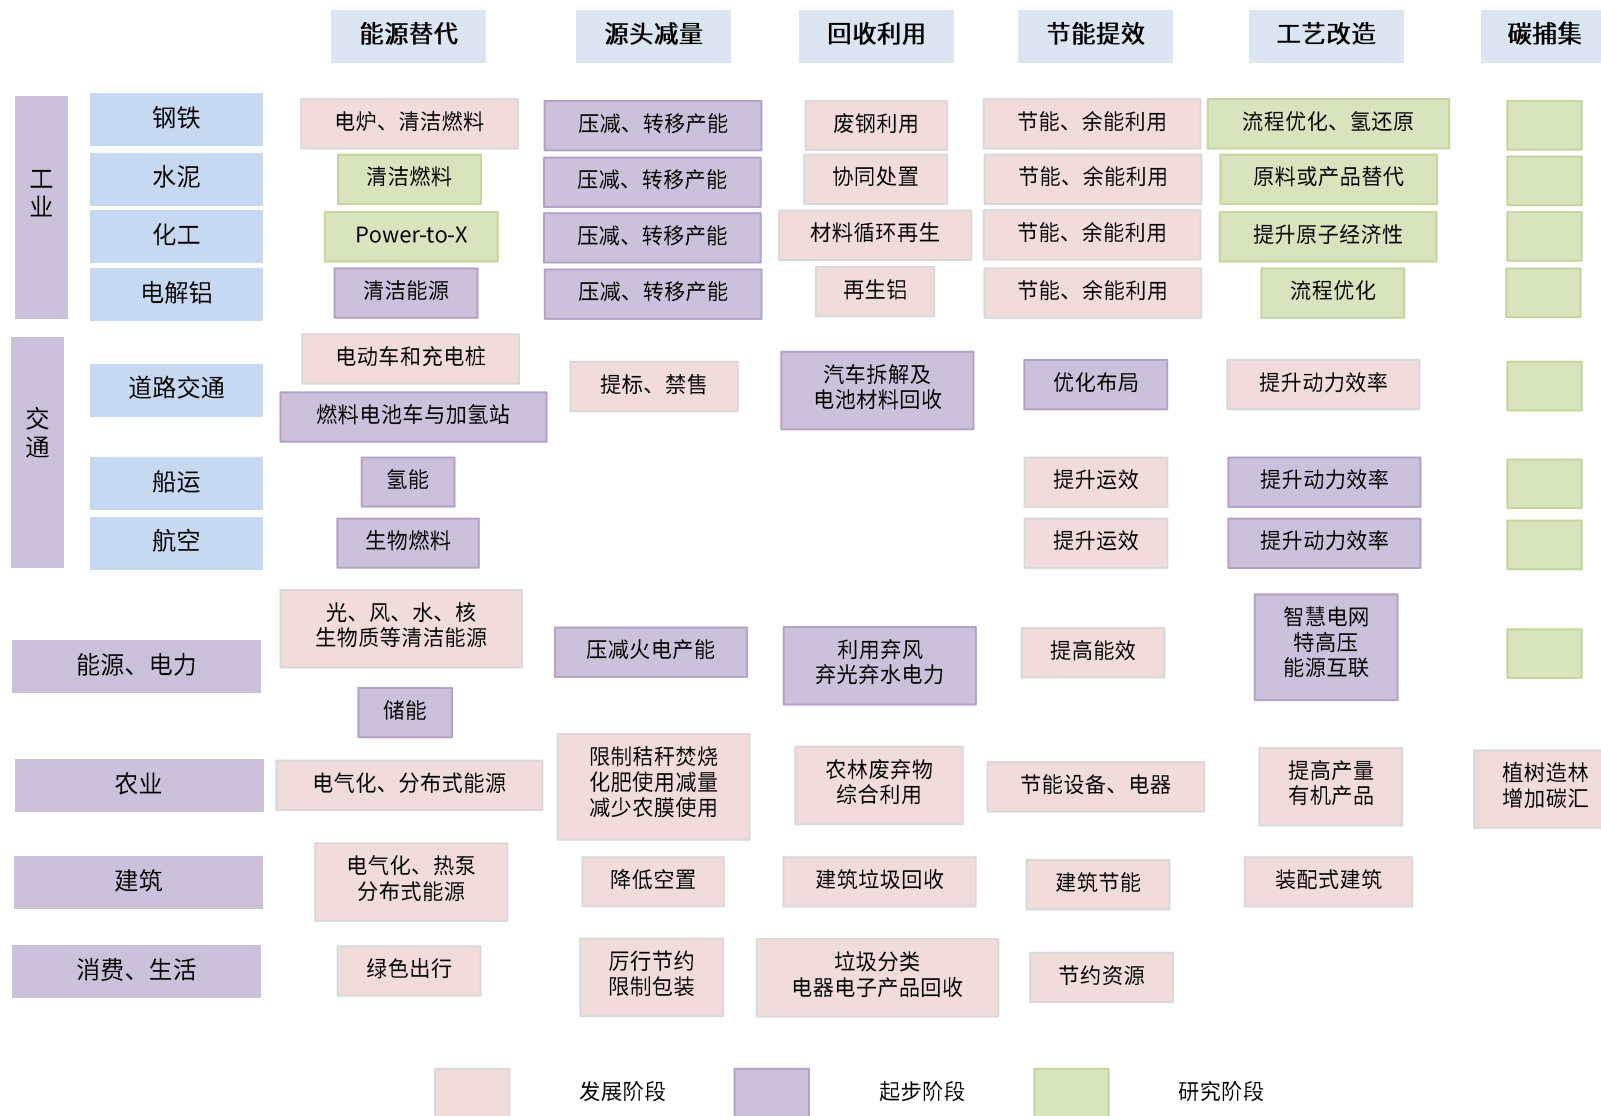 能源替代
源头减量
回收利用
节能提效
工艺改造
碳捕集
工
业
钢铁
电炉、清洁燃料
压减、转移产能
废钢利用
节能、余能利用
流程优化、氢还原
水泥
清洁燃料
压减、转移产能
协同处置
节能、余能利用
原料或产品替代
化工
Power-to-X
压减、转移产能
材料循环再生
节能、余能利用
提升原子经济性
电解铝
清洁能源
压减、转移产能
再生铝
节能、余能利用
流程优化
交
通
道路交通
电动车和充电桩
燃料电池车与加氢站
提标、禁售
汽车拆解及
电池材料回收
优化布局
提升动力效率
船运
氢能
提升运效
提升动力效率
航空
生物燃料
提升运效
提升动力效率
能源、电力
光、风、水、核
生物质等清洁能源
储能
压减火电产能
利用弃风
弃光弃水电力
提高能效
智慧电网
特高压
能源互联
农业
电气化、分布式能源
限制秸秆焚烧
化肥使用减量
减少农膜使用
农林废弃物
综合利用
节能设备、电器
提高产量
有机产品
植树造林
增加碳汇
建筑
电气化、热泵
分布式能源
降低空置
建筑垃圾回收
建筑节能
装配式建筑
消费、生活
绿色出行
厉行节约
限制包装
垃圾分类
电器电子产品回收
节约资源
发展阶段
起步阶段
研究阶段